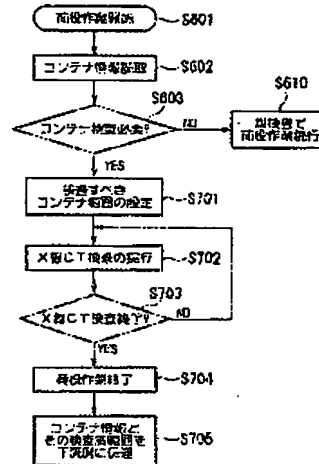 荷役作業開始
S601
コンテナ情報読取
S602
S603
コンテナ検査必要?
NO
S610
無検査で
荷役作業続行
YES
検査すべき
コンテナ範囲の設定
S701
X線CT検査の実行
S702
S703
X線CT検査終了?
NO
YES
荷役作業終了
S704
コンテナ情報と
その検査済範囲を
下流側に伝達
S705